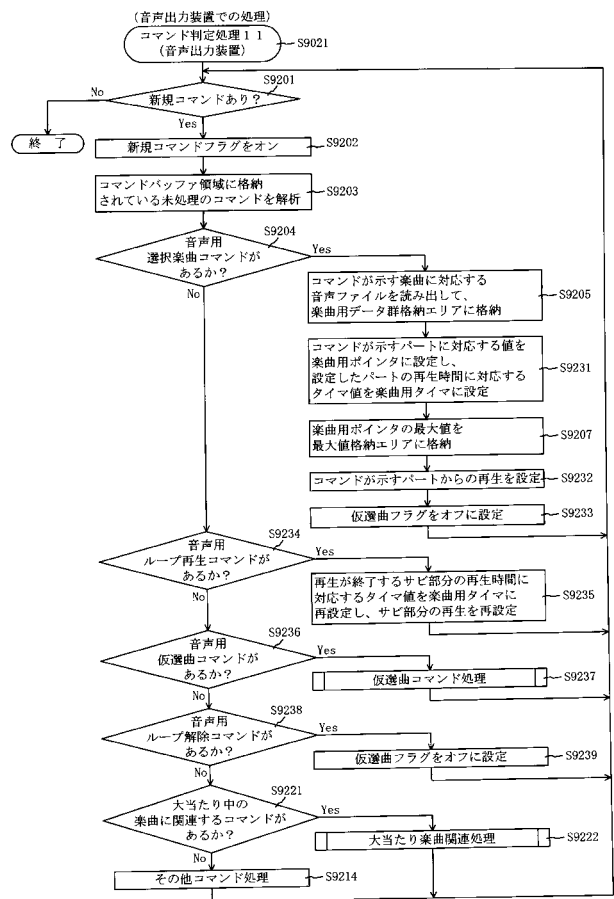 (音声出力装置での処理)
コマンド判定処理11
(音声出力装置)
S9021
S9201
No
新規コマンドあり?
Yes
終 了
新規コマンドフラグをオン
S9202
コマンドバッファ領域に格納
されている未処理のコマンドを解析
S9203
S9204
音声用
選択楽曲コマンドが
あるか?
Yes
No
コマンドが示す楽曲に対応する
音声ファイルを読み出して、
楽曲用データ群格納エリアに格納
S9205
コマンドが示すパートに対応する値を
楽曲用ポインタに設定し、
設定したパートの再生時間に対応する
タイマ値を楽曲用タイマに設定
S9231
楽曲用ポインタの最大値を
最大値格納エリアに格納
S9207
コマンドが示すパートからの再生を設定
S9232
仮選曲フラグをオフに設定
S9233
S9234
音声用
ループ再生コマンドが
あるか?
Yes
No
再生が終了するサビ部分の再生時間に
対応するタイマ値を楽曲用タイマに
再設定し、サビ部分の再生を再設定
S9235
S9236
音声用
仮選曲コマンドが
あるか?
Yes
No
仮選曲コマンド処理
S9237
S9238
音声用
ループ解除コマンドが
あるか?
Yes
No
仮選曲フラグをオフに設定
S9239
S9221
大当たり中の
楽曲に関連するコマンドが
あるか?
Yes
No
大当たり楽曲関連処理
S9222
その他コマンド処理
S9214